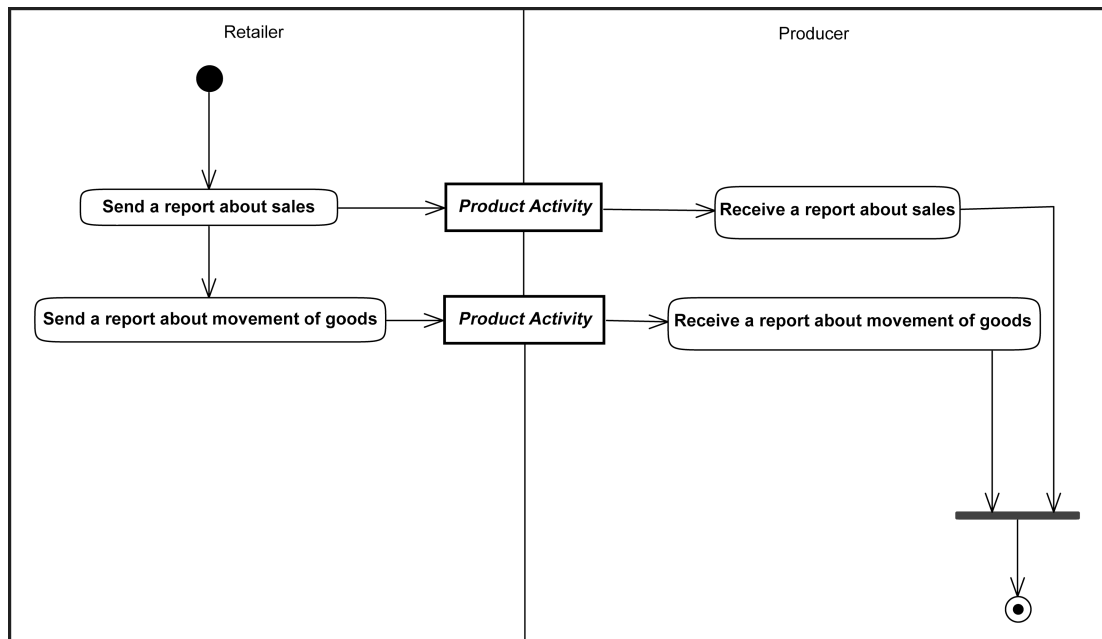 Retailer
Producer
Send a report about sales
Product Activity
Receive a report about sales
Send a report about movement of goods
Product Activity
Receive a report about movement of goods